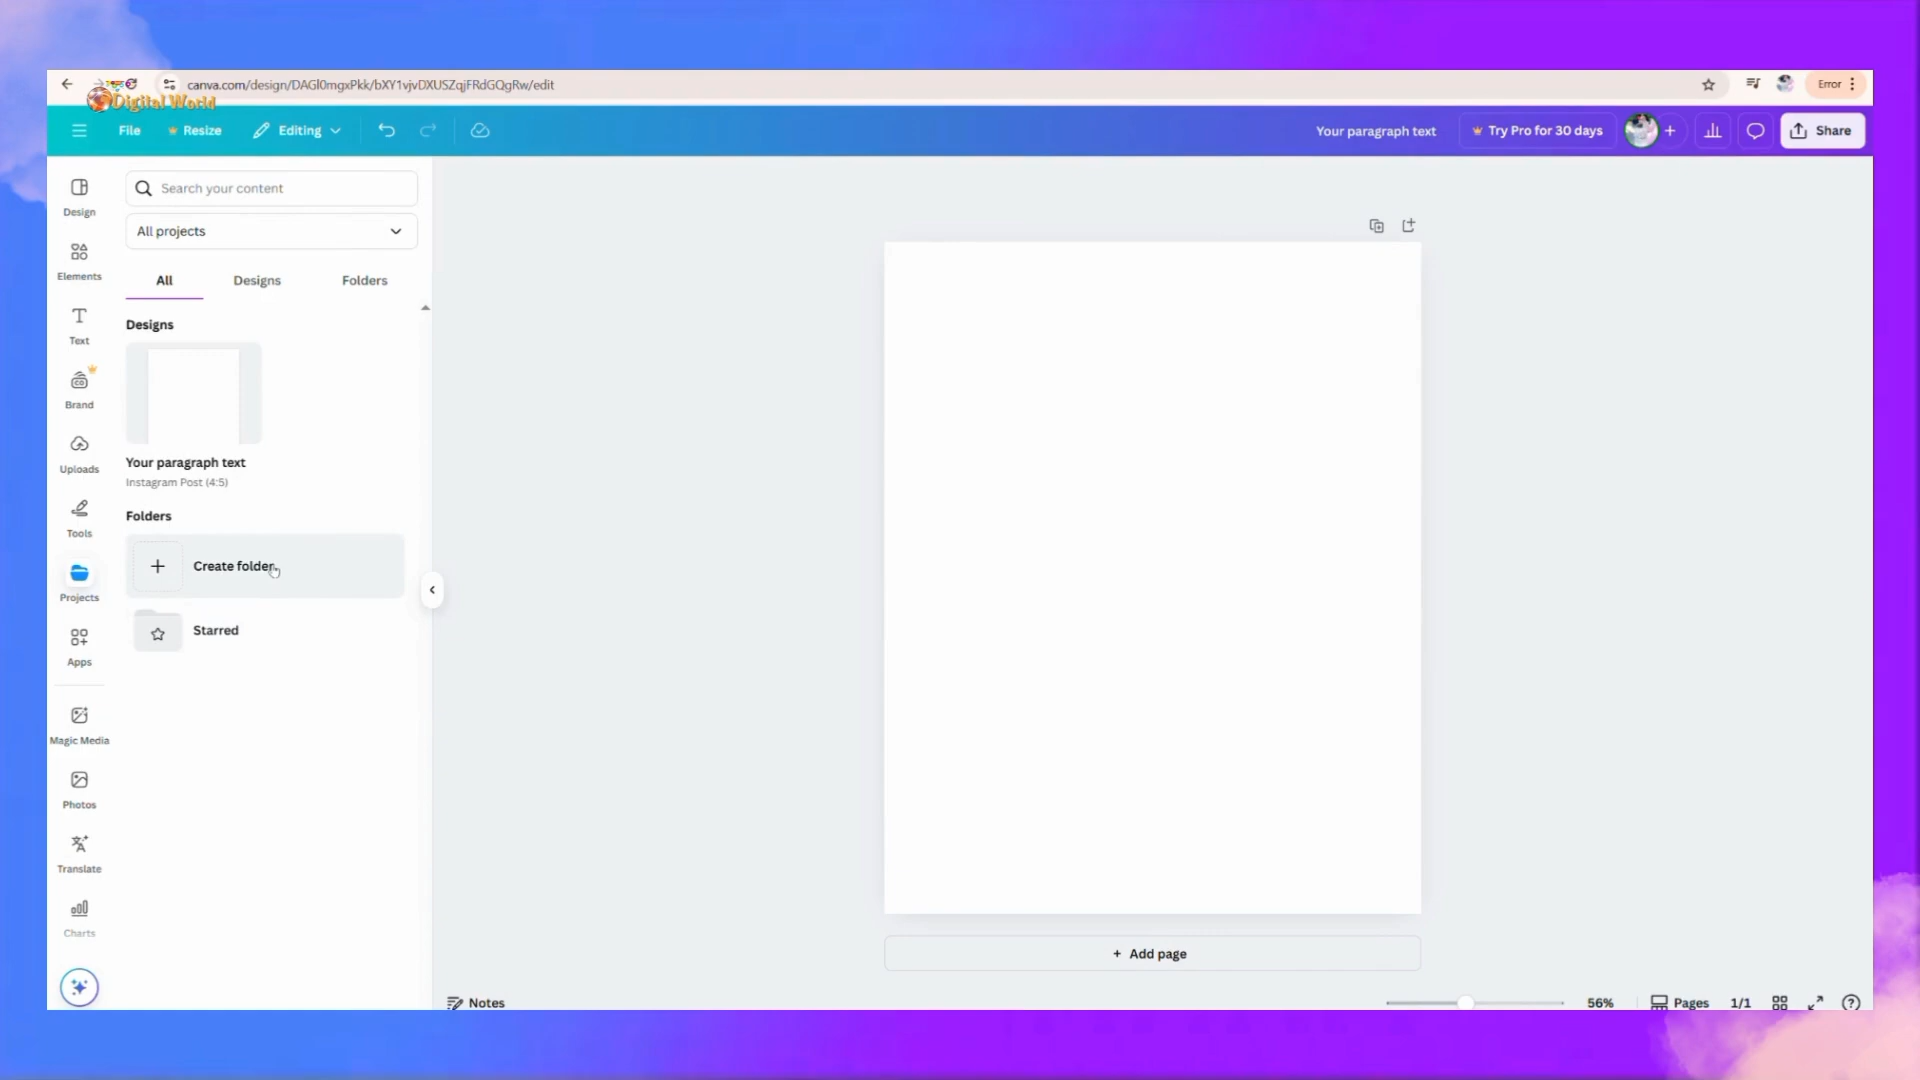 canva.com/design/DAGl0mgxPkk/bXY1vjvDXUSZqjFRdGQgRw/edit
Error
Digital World
File
Resize
Editing
Your paragraph text
Try Pro for 30 days
Share
Design
Elements
Text
Brand
Uploads
Tools
Projects
Apps
Magic Media
Photos
Translate
Charts
Search your content
All projects
All Designs Folders
Designs
Your paragraph text
Instagram Post (4:5)
Folders
Create folder
Starred
+ Add page
Notes
56%
Pages 1/1